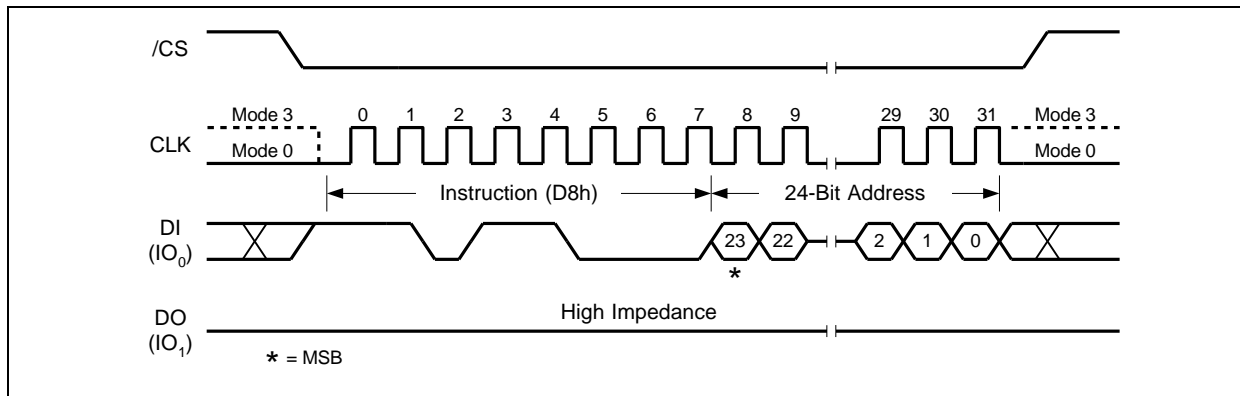 /CS
Mode 3 0 1 2 3 4 5 6 7 8 9 29 30 31 Mode 3
CLK
Mode 0 Mode 0
Instruction (D8h) 24-Bit Address
DI
(IO0)
23 22 2 1 0
*
High Impedance
DO
(IO1)
* = MSB